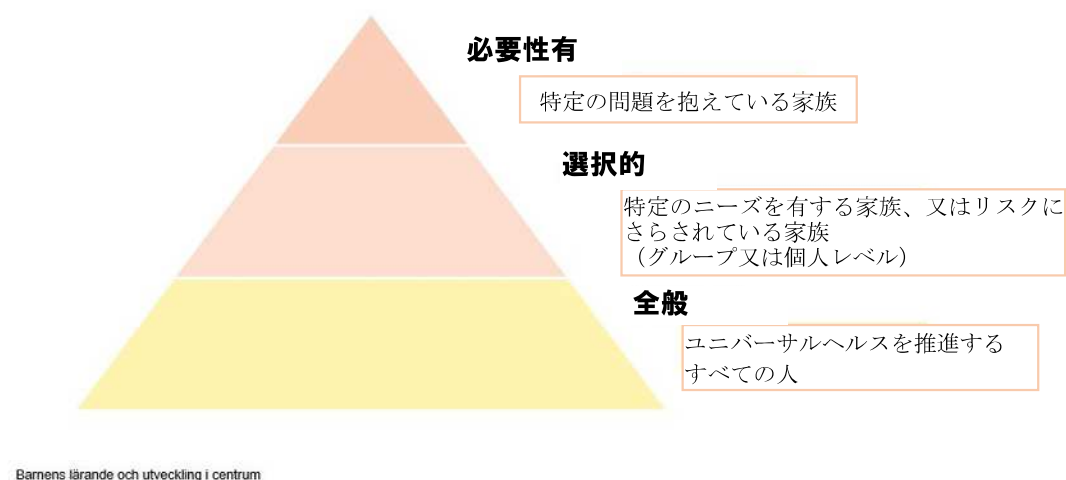 必要性有
特定の問題を抱えている家族
選択的
特定のニーズを有する家族、又はリスクに
さらされている家族
（グループ又は個人レベル）
全般
ユニバーサルヘルスを推進する
すべての人
Barnens lärande och utveckling i centrum